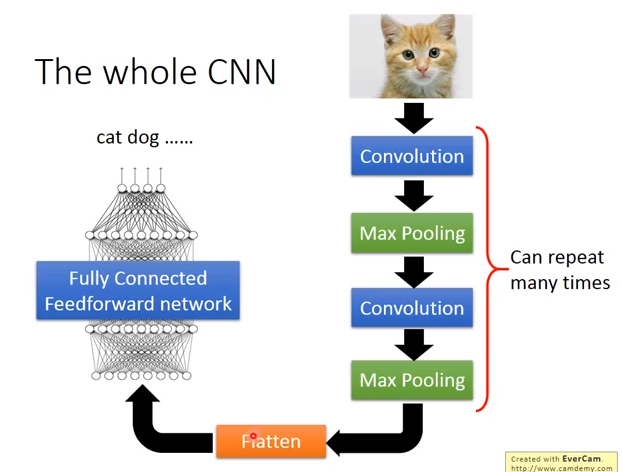 The whole CNN
cat dog ……
Convolution
Max Pooling
Convolution
Max Pooling
Can repeat
many times
Flatten
Fully Connected
Feedforward network
Created with EverCam.
http://www.camdemy.com